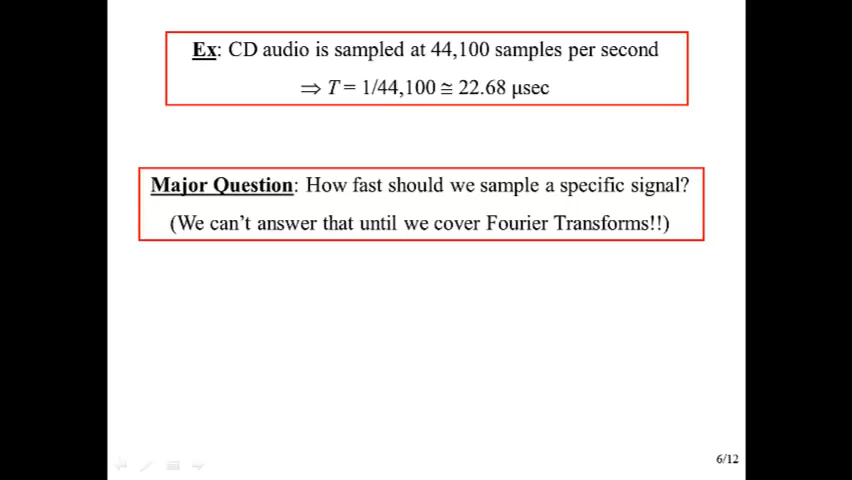 Ex: CD audio is sampled at 44,100 samples per second
⇒ T = 1/44,100 ≅ 22.68 μsec
Major Question: How fast should we sample a specific signal?
(We can't answer that until we cover Fourier Transforms!!)
6/12